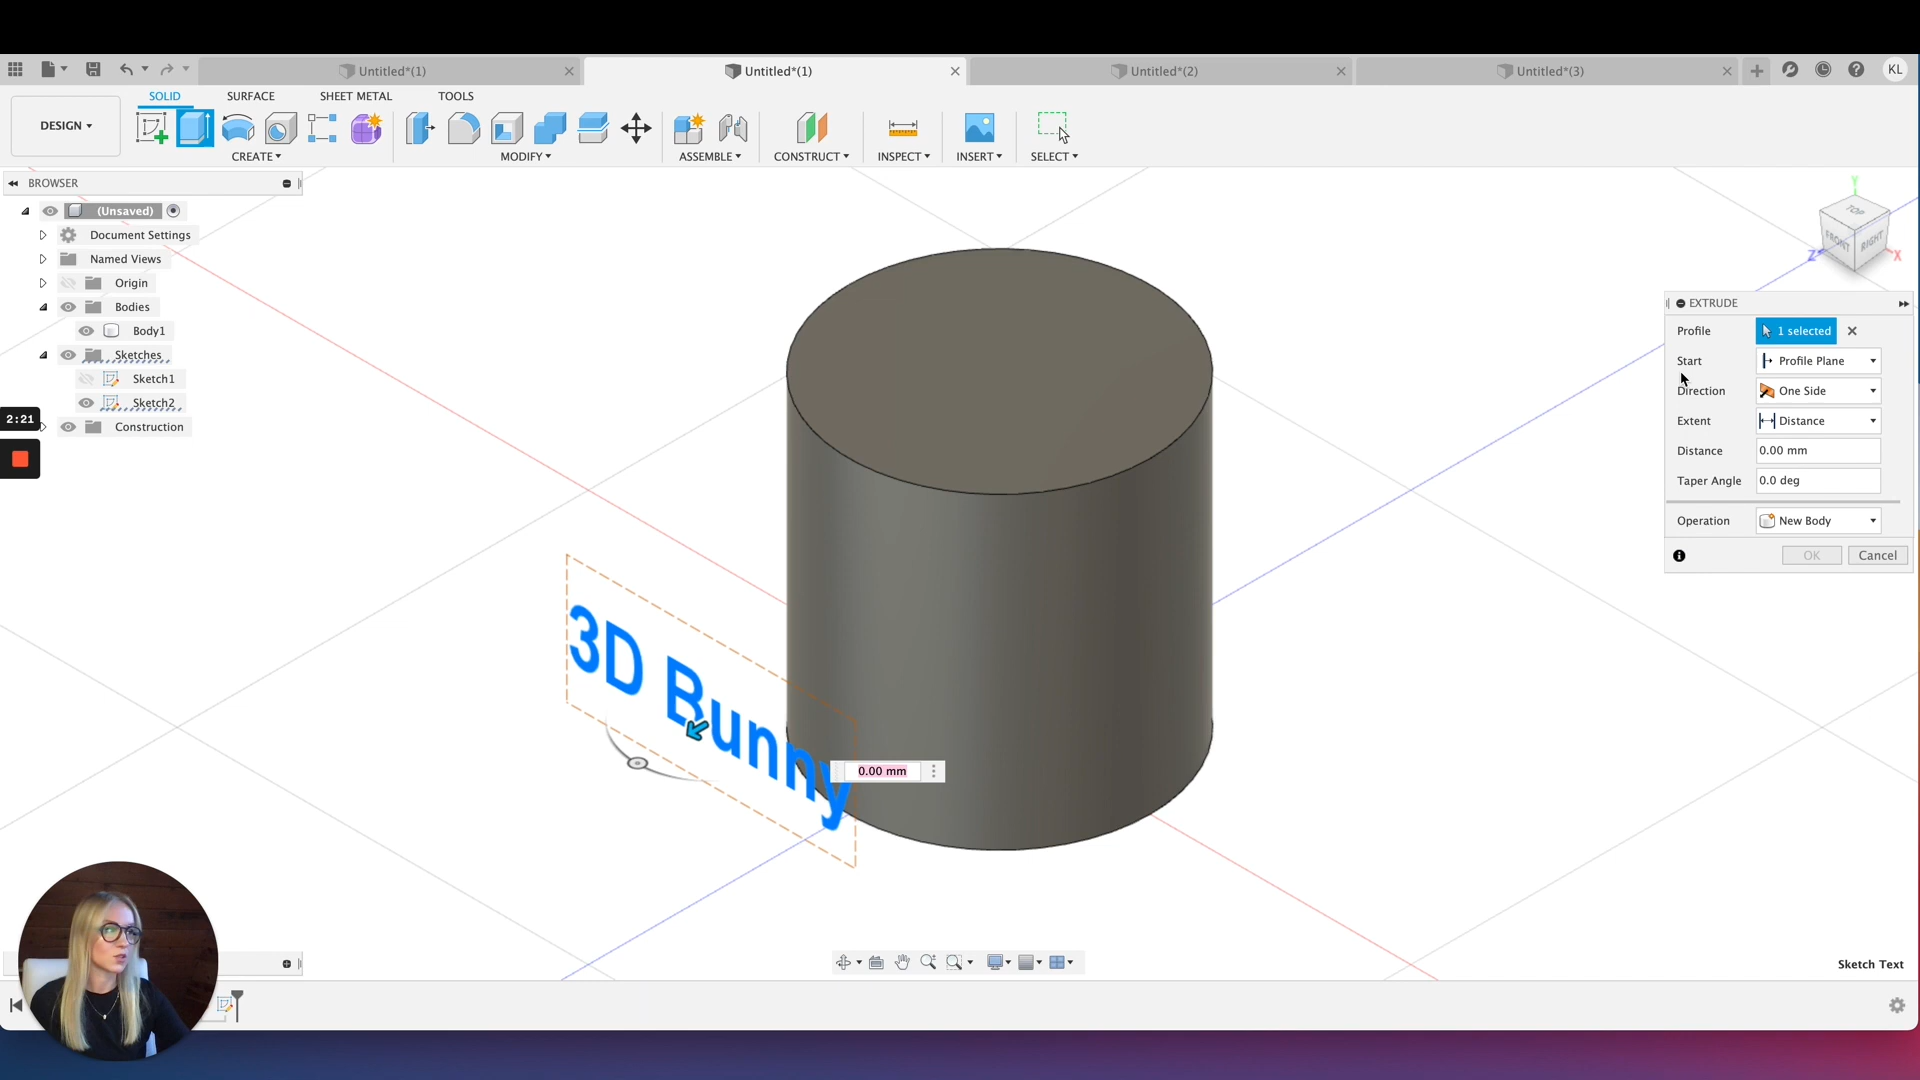 Untitled*(1)
Untitled*(1)
Untitled*(2)
Untitled*(3)
KL
SOLID
SURFACE
SHEET METAL
TOOLS
DESIGN
CREATE
MODIFY
ASSEMBLE
CONSTRUCT
INSPECT
INSERT
SELECT
BROWSER
(Unsaved)
Document Settings
Named Views
Origin
Bodies
Body1
Sketches
Sketch1
Sketch2
Construction
2:21
Y
TOP
FRONT
RIGHT
Z
X
EXTRUDE
Profile
1 selected
Start
Profile Plane
Direction
One Side
Extent
Distance
Distance
0.00 mm
Taper Angle
0.0 deg
Operation
New Body
OK
Cancel
3D Bunny
0.00 mm
Sketch Text